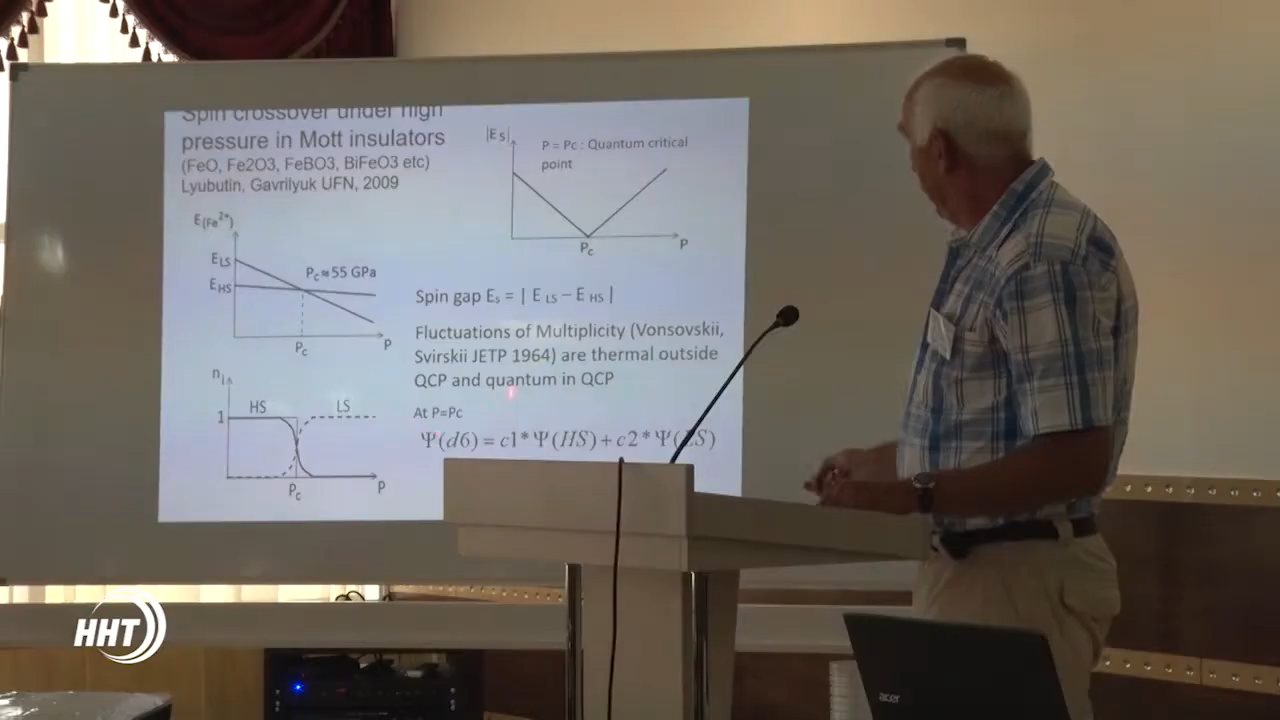 Spin crossover under high
pressure in Mott insulators
(FeO, Fe2O3, FeBO3, BiFeO3 etc)
Lyubutin, Gavrilyuk UFN, 2009
|Es|
P = Pc : Quantum critical
point
Pc
P
E(Fe2+)
ELS
EHS
Pc≈55 GPa
Pc
P
Spin gap Es = | E LS – E HS |
Fluctuations of Multiplicity (Vonsovskii,
Svirskii JETP 1964) are thermal outside
QCP and quantum in QCP
At P=Pc
Ψ(d6) = c1*Ψ(HS) + c2*Ψ(LS)
ni
1
HS
LS
Pc
P
ННТ
acer